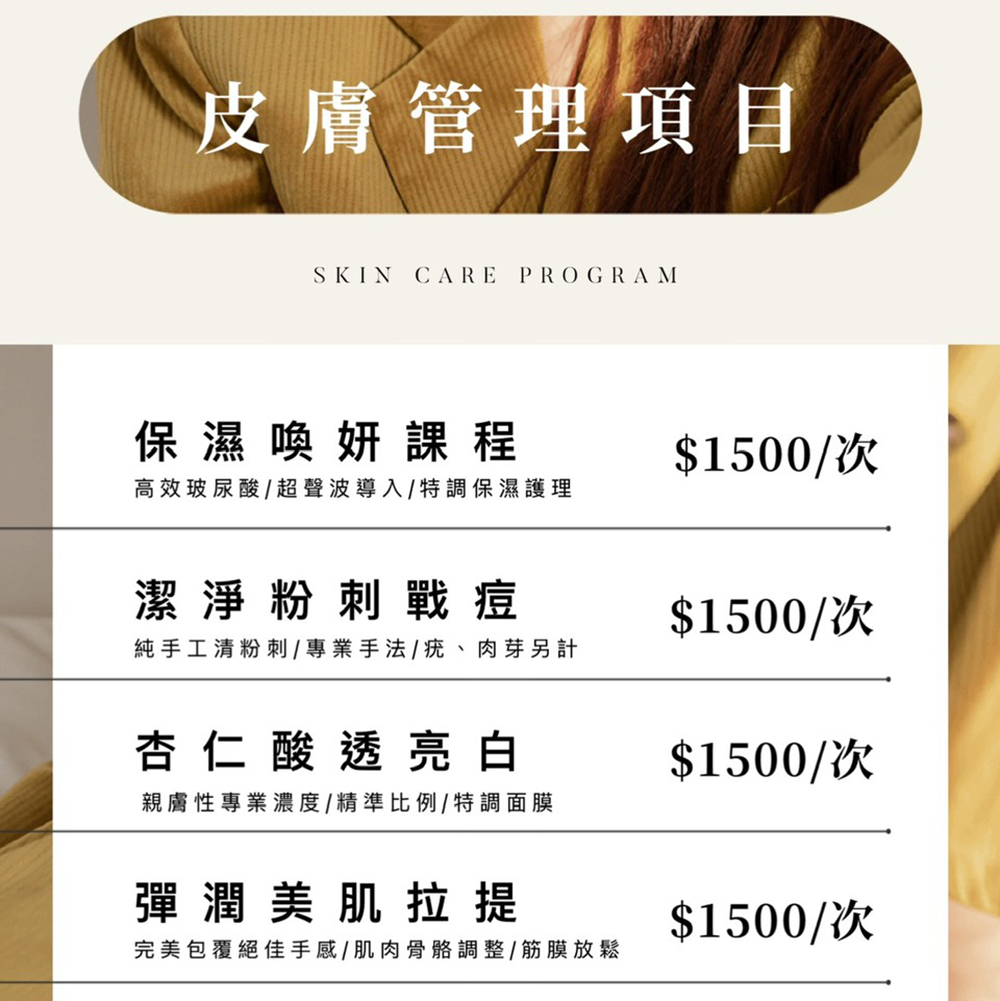 皮膚管理項目
SKIN CARE PROGRAM
保濕喚妍課程
$1500/次
高效玻尿酸/超聲波導入/特調保濕護理
潔淨粉刺戰痘
$1500/次
純手工清粉刺/專業手法/疣、肉芽另計
杏仁酸透亮白
$1500/次
親膚性專業濃度/精準比例/特調面膜
彈潤美肌拉提
$1500/次
完美包覆絕佳手感/肌肉骨骼調整/筋膜放鬆